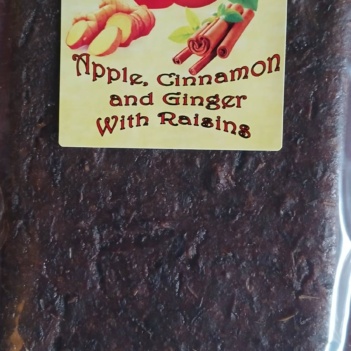 Apple, Cinnamon
and Ginger
With Raisins